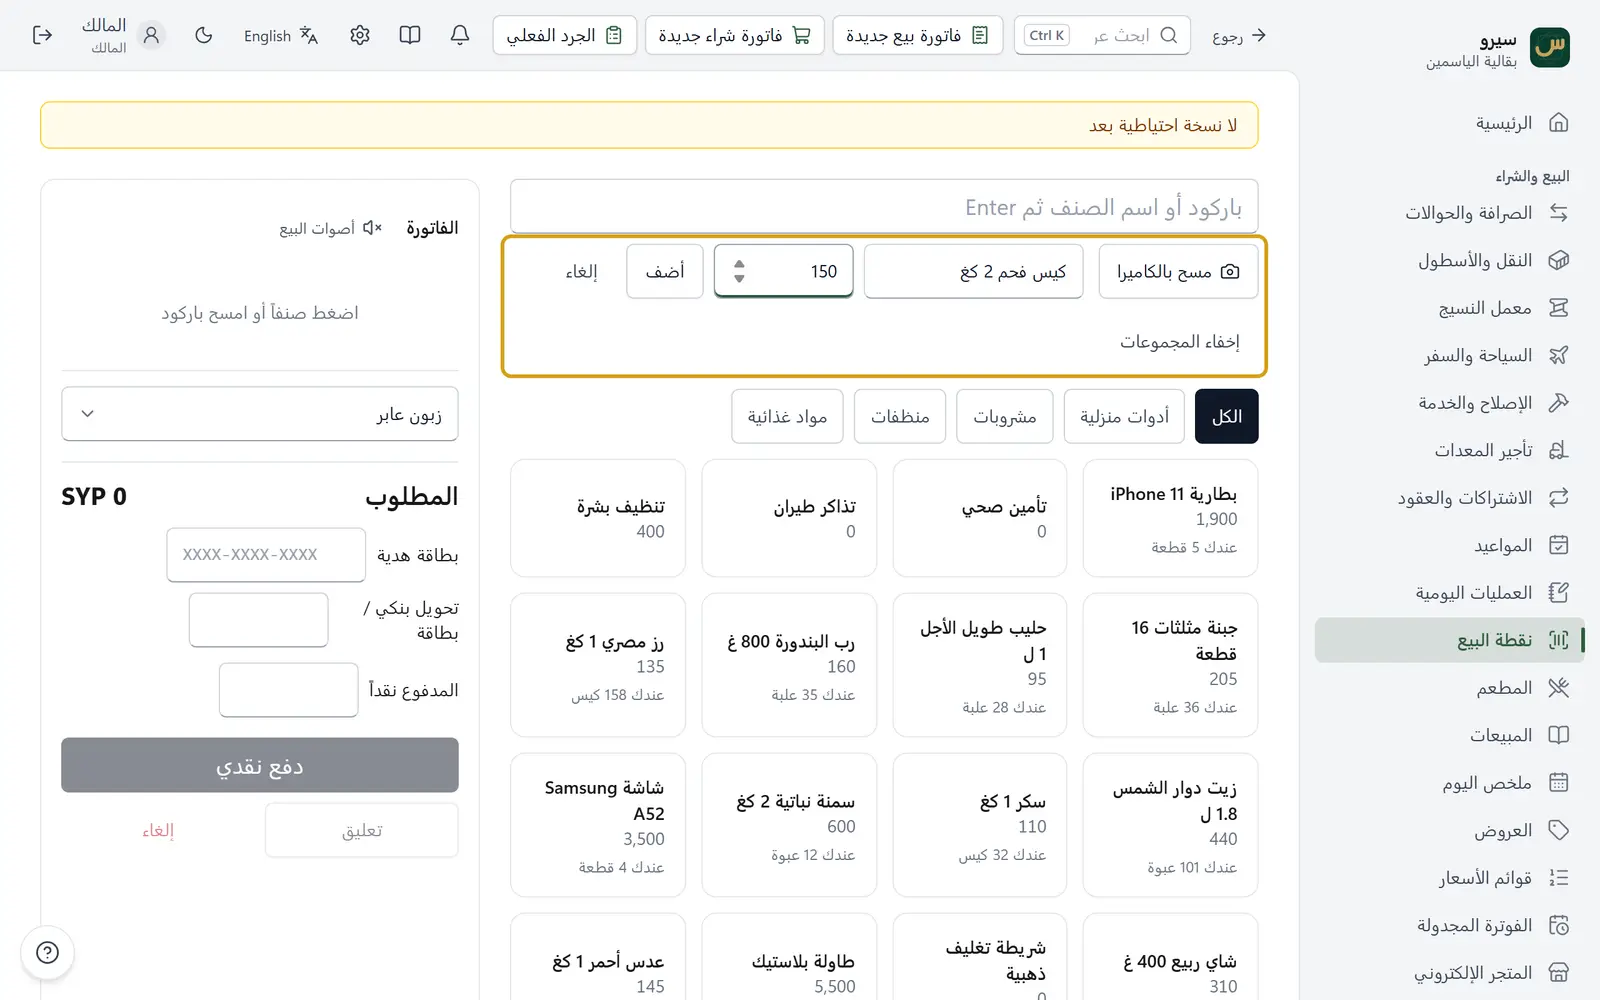 سيرو
بقالية الياسمين
رجوع
ابحث عر
Ctrl K
فاتورة بيع جديدة
فاتورة شراء جديدة
الجرد الفعلي
English
المالك
المالك
الرئيسية
البيع والشراء
الصرافة والحوالات
النقل والأسطول
معمل النسيج
السياحة والسفر
الإصلاح والخدمة
تأجير المعدات
الاشتراكات والعقود
المواعيد
العمليات اليومية
نقطة البيع
المطعم
المبيعات
ملخص اليوم
العروض
قوائم الأسعار
الفوترة المجدولة
المتجر الإلكتروني
لا نسخة احتياطية بعد
باركود أو اسم الصنف ثم Enter
مسح بالكاميرا
كيس فحم 2 كغ
150
أضف
إلغاء
إخفاء المجموعات
الكل
أدوات منزلية
مشروبات
منظفات
مواد غذائية
بطارية iPhone 11
1,900
عندك 5 قطعة
تأمين صحي
0
تذاكر طيران
0
تنظيف بشرة
400
جبنة مثلثات 16
قطعة
205
عندك 36 علبة
حليب طويل الأجل
1 ل
95
عندك 28 علبة
رب البندورة 800 غ
160
عندك 35 علبة
رز مصري 1 كغ
135
عندك 158 كيس
زيت دوار الشمس
1.8 ل
440
عندك 101 عبوة
سكر 1 كغ
110
عندك 32 كيس
سمنة نباتية 2 كغ
600
عندك 12 عبوة
شاشة Samsung
A52
3,500
عندك 4 قطعة
شاي ربيع 400 غ
310
شريطة تغليف
ذهبية
0
طاولة بلاستيك
5,500
عدس أحمر 1 كغ
145
الفاتورة
أصوات البيع
اضغط صنفاً أو امسح باركود
زبون عابر
المطلوب
SYP 0
بطاقة هدية
XXXX-XXXX-XXXX
تحويل بنكي /
بطاقة
المدفوع نقداً
دفع نقدي
تعليق
إلغاء